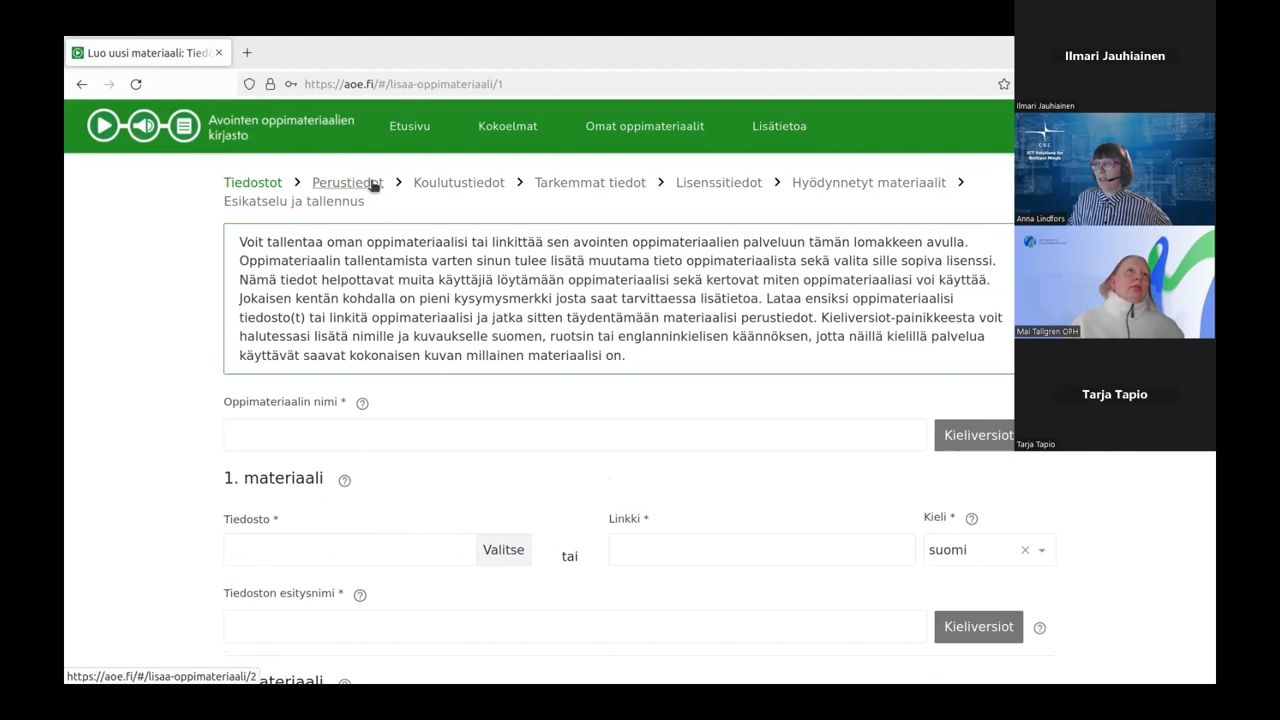 Luo uusi materiaali: Tied
https://aoe.fi/#/lisaa-oppimateriaali/1
Avointen oppimateriaalien
kirjasto
Etusivu
Kokoelmat
Omat oppimateriaalit
Lisätietoa
Tiedostot > Perustiedot > Koulutustiedot > Tarkemmat tiedot > Lisenssitiedot > Hyödynnetyt materiaalit >
Esikatselu ja tallennus
Voit tallentaa oman oppimateriaalisi tai linkittää sen avointen oppimateriaalien palveluun tämän lomakkeen avulla.
Oppimateriaalin tallentamista varten sinun tulee lisätä muutama tieto oppimateriaalista sekä valita sille sopiva lisenssi.
Nämä tiedot helpottavat muita käyttäjiä löytämään oppimateriaalisi sekä kertovat miten oppimateriaaliasi voi käyttää.
Jokaisen kentän kohdalla on pieni kysymysmerkki josta saat tarvittaessa lisätietoa. Lataa ensiksi oppimateriaalisi
tiedosto(t) tai linkitä oppimateriaalisi ja jatka sitten täydentämään materiaalisi perustiedot. Kieliversiot-painikkeesta voit
halutessasi lisätä nimille ja kuvaukselle suomen, ruotsin tai englanninkielisen käännöksen, jotta näillä kielillä palvelua
käyttävät saavat kokonaisen kuvan millainen materiaalisi on.
Oppimateriaalin nimi *
Kieliversiot
1. materiaali
Tiedosto *
Linkki *
Kieli *
Valitse
tai
suomi
Tiedoston esitysnimi *
Kieliversiot
ateriaali
https://aoe.fi/#/lisaa-oppimateriaali/2
Ilmari Jauhiainen
Ilmari Jauhiainen
CSC
ICT Solutions for
Brilliant Minds
Anna Lindfors
Mai Tallgren OPH
Tarja Tapio
Tarja Tapio